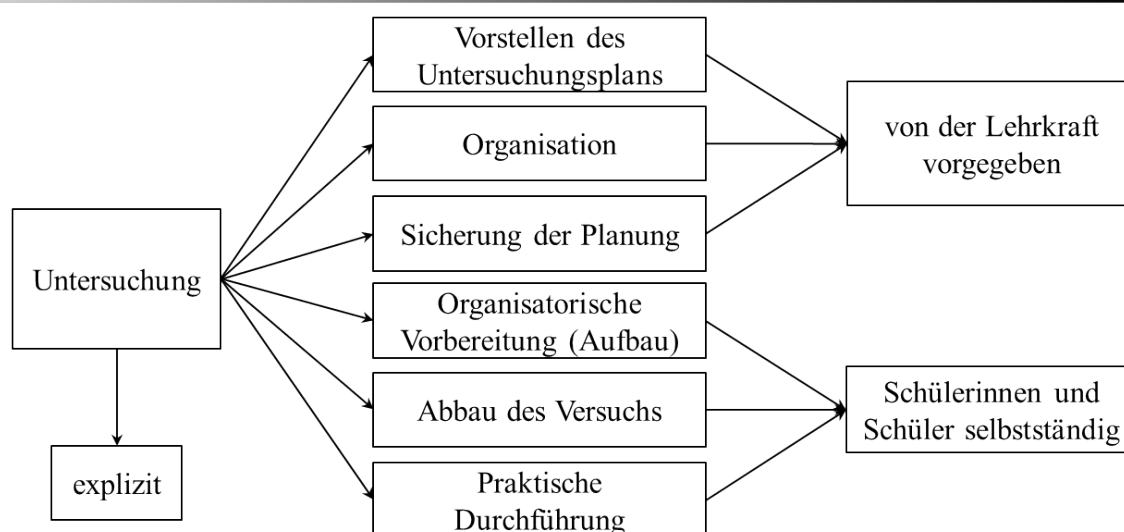 Vorstellen des
Untersuchungsplans
Organisation
Sicherung der Planung
Organisatorische
Vorbereitung (Aufbau)
Abbau des Versuchs
Praktische
Durchführung
Untersuchung
explizit
von der Lehrkraft
vorgegeben
Schülerinnen und
Schüler selbstständig